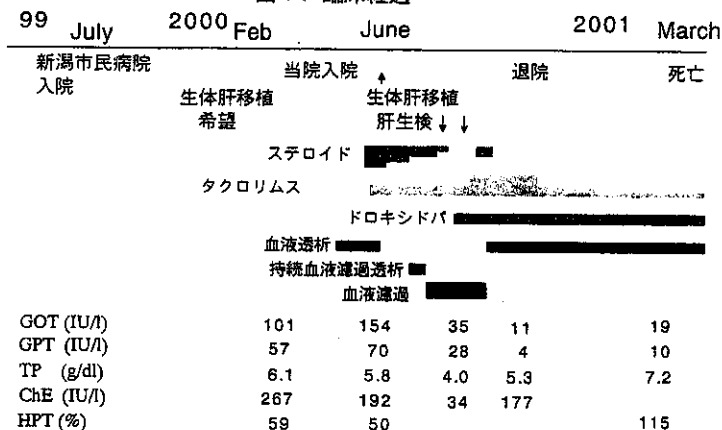 99 July 2000 Feb June 2001 March
新潟市民病院 当院入院 退院 死亡
入院
生体肝移植 生体肝移植
希望 肝生検
ステロイド
タクロリムス
ドロキシドパ
血液透析
持続血液濾過透析
血液濾過
GOT (IU/l) 101 154 35 11 19
GPT (IU/l) 57 70 28 4 10
TP (g/dl) 6.1 5.8 4.0 5.3 7.2
ChE (IU/l) 267 192 34 177
HPT (%) 59 50 115